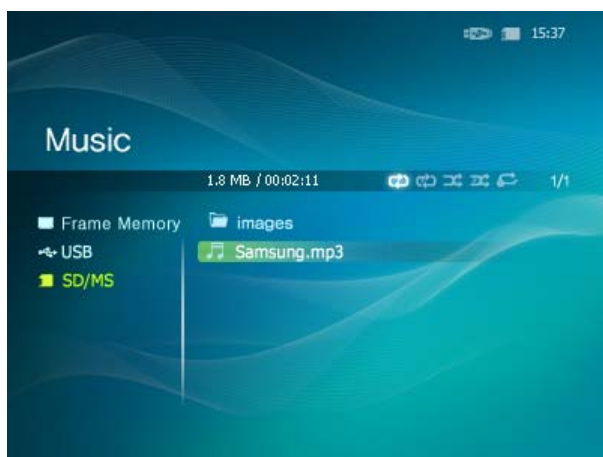 15:37
Music
1.8 MB / 00:02:11 1/1
Frame Memory
images
USB
Samsung.mp3
SD/MS